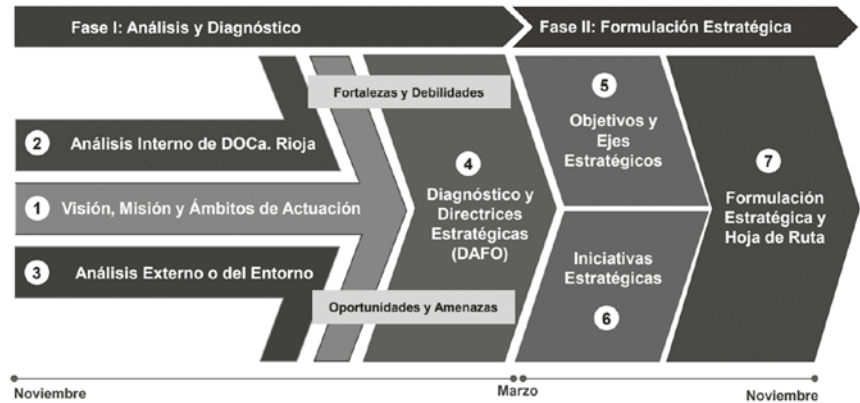 Fase I: Análisis y Diagnóstico
Fase II: Formulación Estratégica
Fortalezas y Debilidades
2 Análisis Interno de DOCa. Rioja
1 Visión, Misión y Ámbitos de Actuación
3 Análisis Externo o del Entorno
Oportunidades y Amenazas
4
Diagnóstico y
Directrices
Estratégicas
(DAFO)
5
Objetivos y
Ejes
Estratégicos
Iniciativas
Estratégicas
6
7
Formulación
Estratégica y
Hoja de Ruta
Noviembre
Marzo
Noviembre